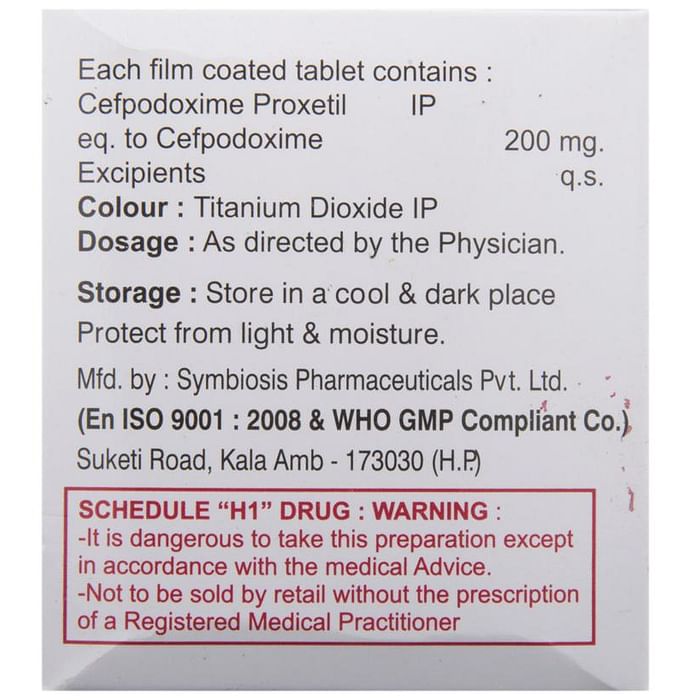 Each film coated tablet contains :
Cefpodoxime Proxetil IP
eq. to Cefpodoxime 200 mg.
Excipients q.s.
Colour : Titanium Dioxide IP
Dosage : As directed by the Physician.
Storage : Store in a cool & dark place
Protect from light & moisture.
Mfd. by : Symbiosis Pharmaceuticals Pvt. Ltd.
(En ISO 9001 : 2008 & WHO GMP Compliant Co.)
Suketi Road, Kala Amb - 173030 (H.P.)
SCHEDULE “H1” DRUG : WARNING :
-It is dangerous to take this preparation except
in accordance with the medical Advice.
-Not to be sold by retail without the prescription
of a Registered Medical Practitioner